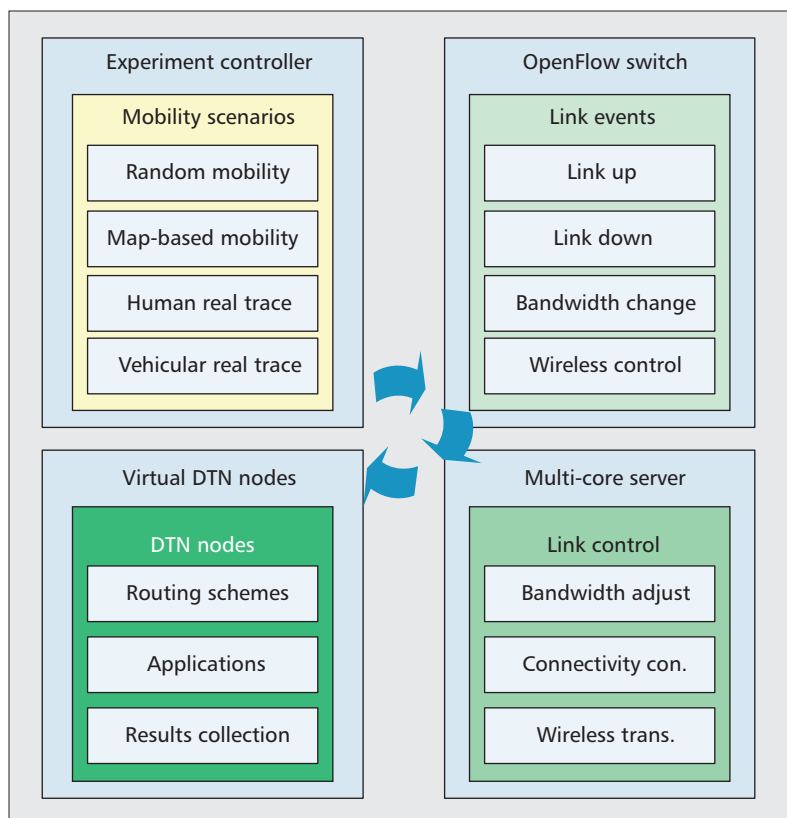 Experiment controller
Mobility scenarios
Random mobility
Map-based mobility
Human real trace
Vehicular real trace
OpenFlow switch
Link events
Link up
Link down
Bandwidth change
Wireless control
Virtual DTN nodes
DTN nodes
Routing schemes
Applications
Results collection
Multi-core server
Link control
Bandwidth adjust
Connectivity con.
Wireless trans.